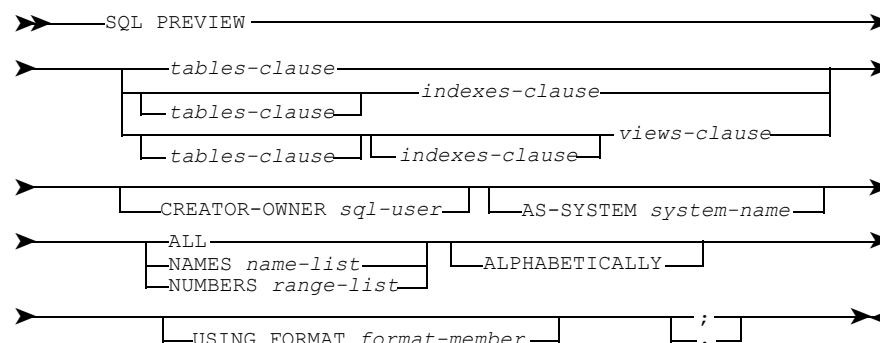 SQL PREVIEW
tables-clause
indexes-clause
tables-clause
views-clause
tables-clause indexes-clause
CREATOR-OWNER sql-user AS-SYSTEM system-name
ALL
NAMES name-list ALPHABETICALLY
NUMBERS range-list
;
USING FORMAT format-member .